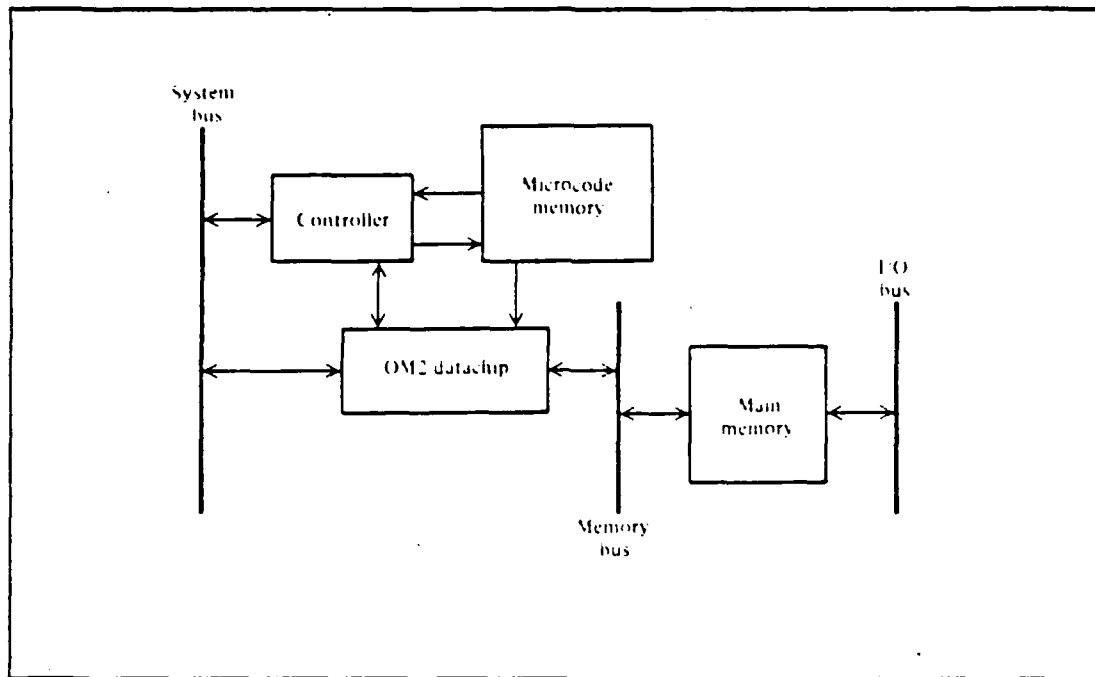 System
bus
Microcode
memory
Controller
I/O
bus
OM2 datachip
Main
memory
Memory
bus